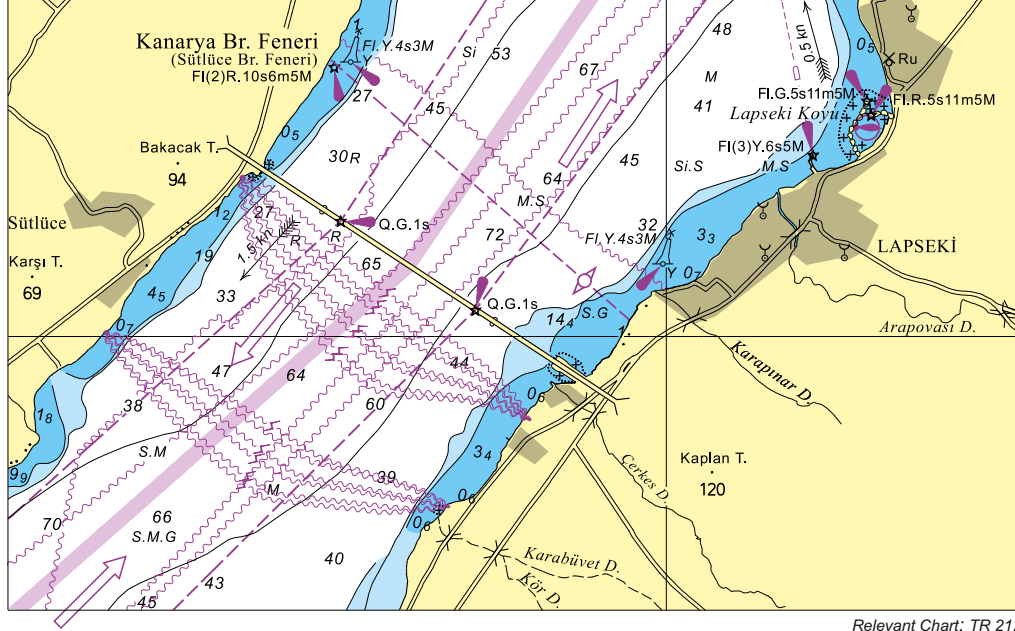 48
Kanarya Br. Feneri
(Sütlüce Br. Feneri)
Fl(2)R.10s6m5M
1
Fl.Y.4s3M
Y
Si
53
0.5 kn
05
Ru
67
M
27
45
41
Fl.G.5s11m5M
Fl.R.5s11m5M
Lapseki Koyu
05
Bakacak T.
94
30
R
45
Fl(3)Y.6s5M
Si.S
M.S
64
M.S
Sütlüce
12
27
R
R
Q.G.1s
32
Fl.Y.4s3M
33
1.5 kn
72
LAPSEKİ
Karşı T.
69
19
65
Y
07
45
33
Q.G.1s
S.G
144
1
Arapovası D.
07
47
64
44
Karapınar D.
38
60
06
18
S.M
34
Çerkes D.
Kaplan T.
120
99
39
M
06
70
66
S.M.G
06
40
Karabüvet D.
43
Kör D.
45
Relevant Chart: TR 212